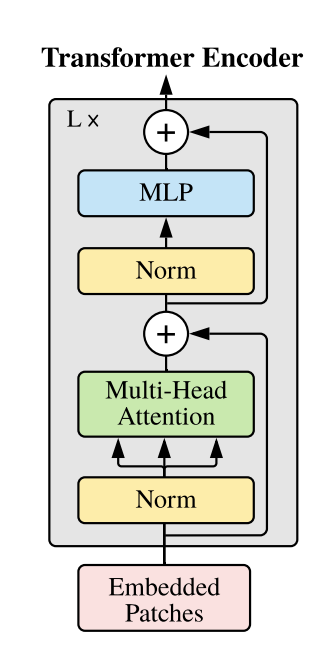 Transformer Encoder
L x
+
MLP
Norm
+
Multi-Head
Attention
Norm
Embedded
Patches